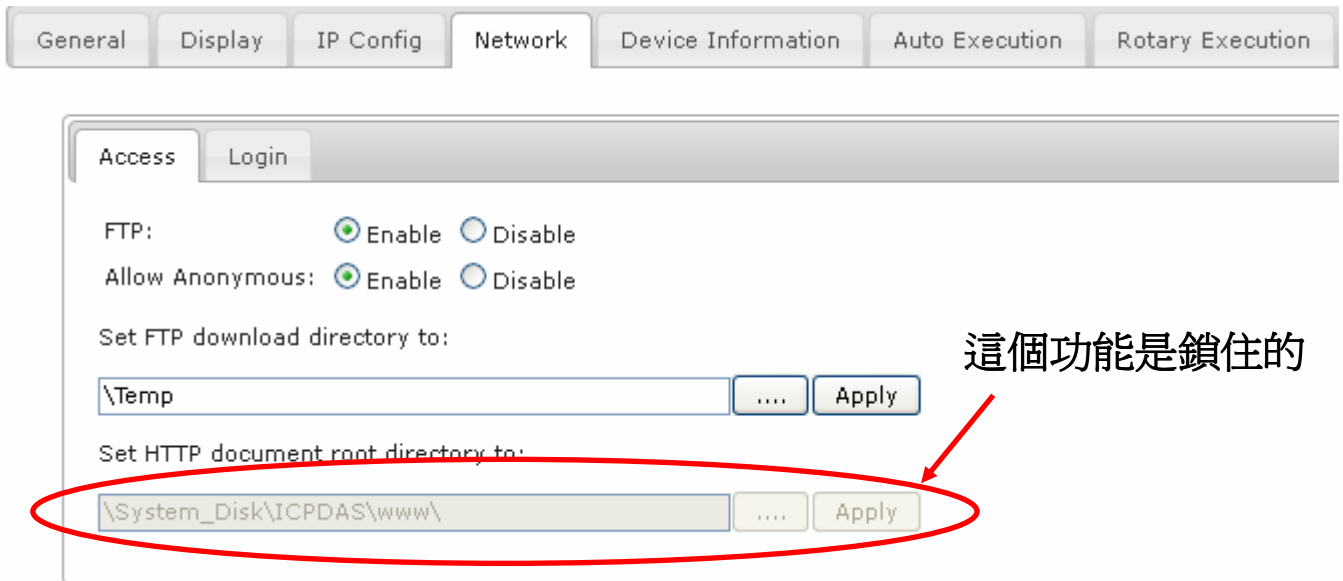 General Display IP Config Network Device Information Auto Execution Rotary Execution
Access Login
FTP: Enable Disable
Allow Anonymous: Enable Disable
Set FTP download directory to:
這個功能是鎖住的
\Temp .... Apply
Set HTTP document root directory to:
\System_Disk\ICPDAS\www\ .... Apply